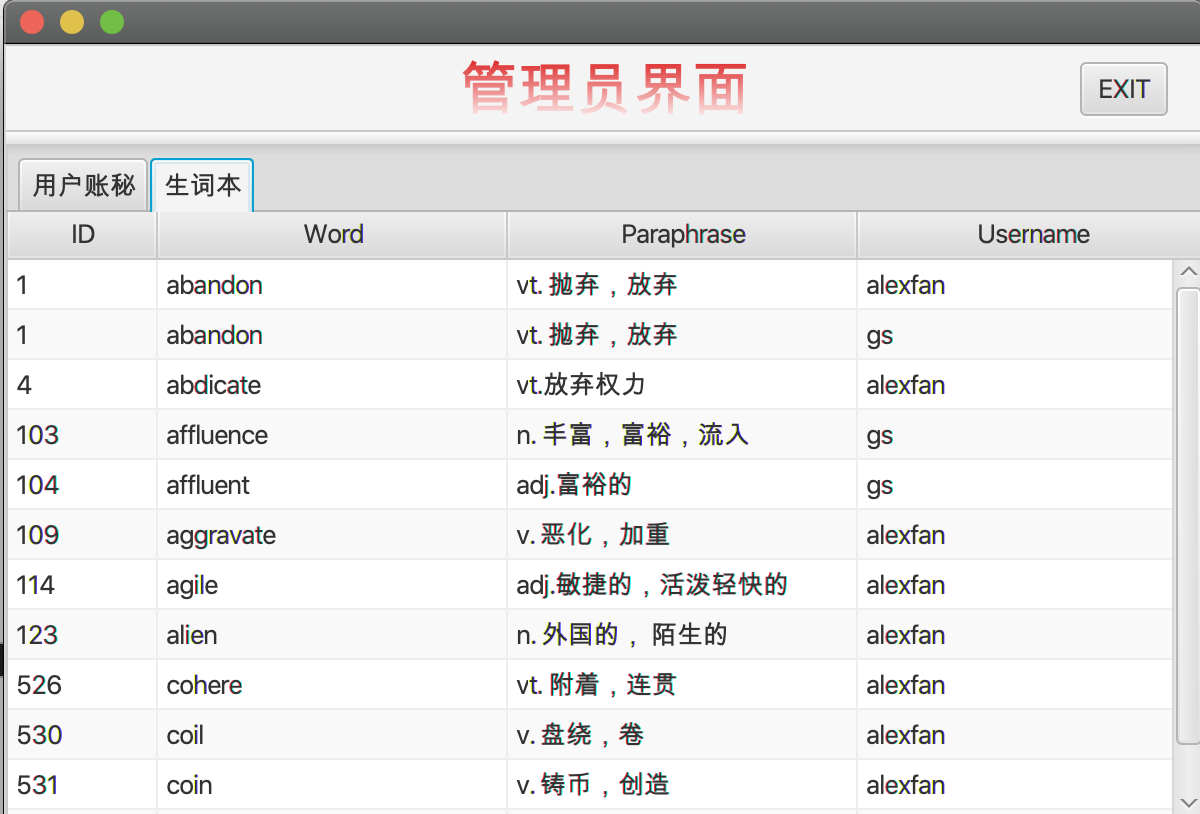 管理员界面 EXIT
用户账秘 生词本
ID Word Paraphrase Username
1 abandon vt. 抛弃，放弃 alexfan
1 abandon vt. 抛弃，放弃 gs
4 abdicate vt.放弃权力 alexfan
103 affluence n. 丰富，富裕，流入 gs
104 affluent adj.富裕的 gs
109 aggravate v. 恶化，加重 alexfan
114 agile adj.敏捷的，活泼轻快的 alexfan
123 alien n. 外国的， 陌生的 alexfan
526 cohere vt. 附着，连贯 alexfan
530 coil v. 盘绕，卷 alexfan
531 coin v. 铸币，创造 alexfan